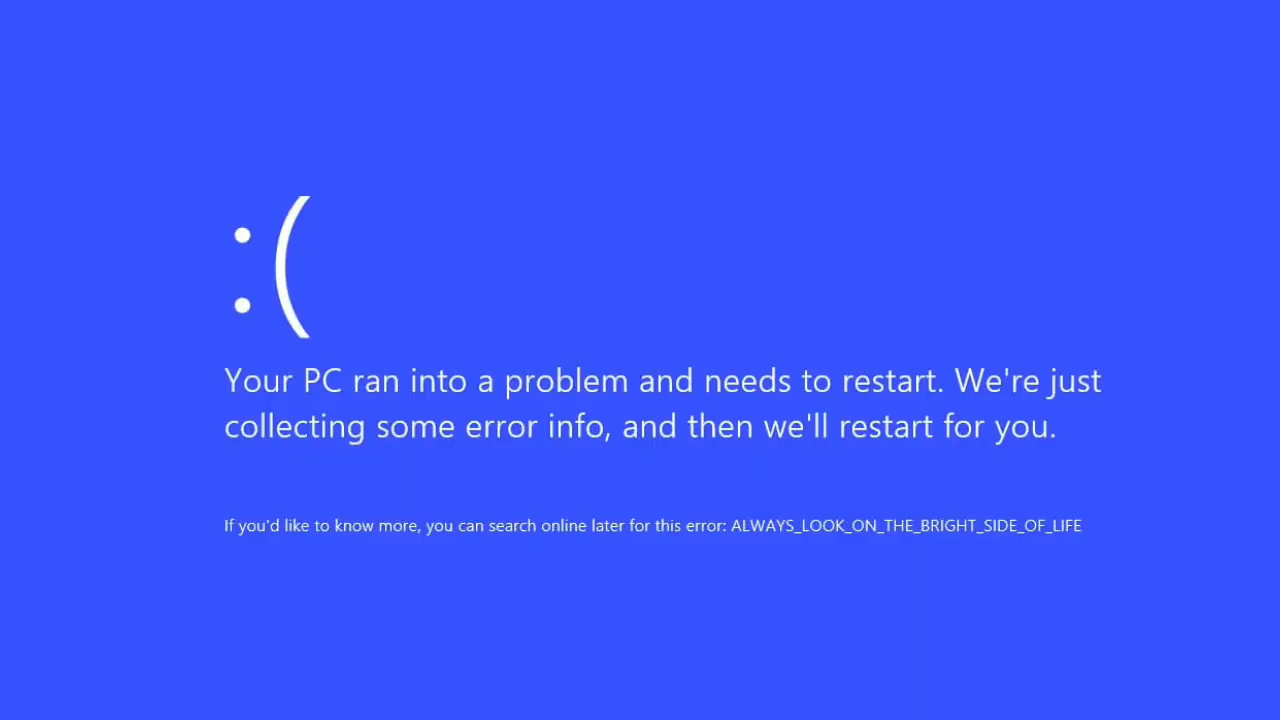 :(
Your PC ran into a problem and needs to restart. We're just
collecting some error info, and then we'll restart for you.
If you'd like to know more, you can search online later for this error: ALWAYS_LOOK_ON_THE_BRIGHT_SIDE_OF_LIFE